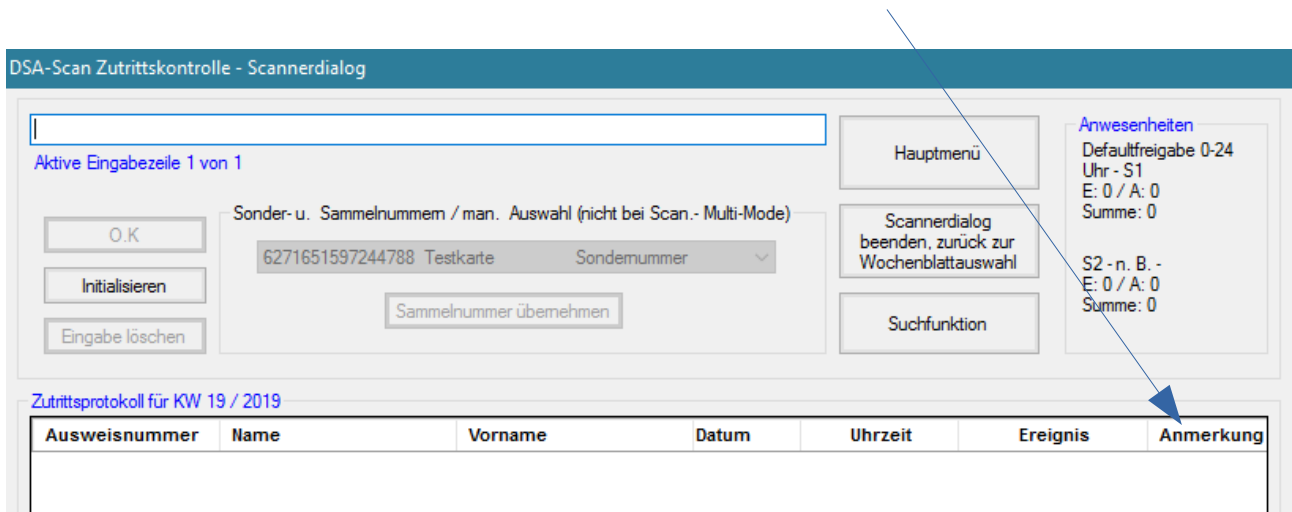 DSA-Scan Zutrittskontrolle - Scannerdialog
Aktive Eingabezeile 1 von 1
O.K
Initialisieren
Eingabe löschen
Sonder- u. Sammelnummern / man. Auswahl (nicht bei Scan.- Multi-Mode)
6271651597244788 Testkarte Sondernummer
Sammelnummer übernehmen
Hauptmenü
Scannerdialog
beenden, zurück zur
Wochenblattauswahl
Suchfunktion
Anwesenheiten
Defaultfreigabe 0-24
Uhr - S1
E: 0 / A: 0
Summe: 0
S2 - n. B. -
E: 0 / A: 0
Summe: 0
Zutrittsprotokoll für KW 19 / 2019
Ausweisnummer Name Vorname Datum Uhrzeit Ereignis Anmerkung